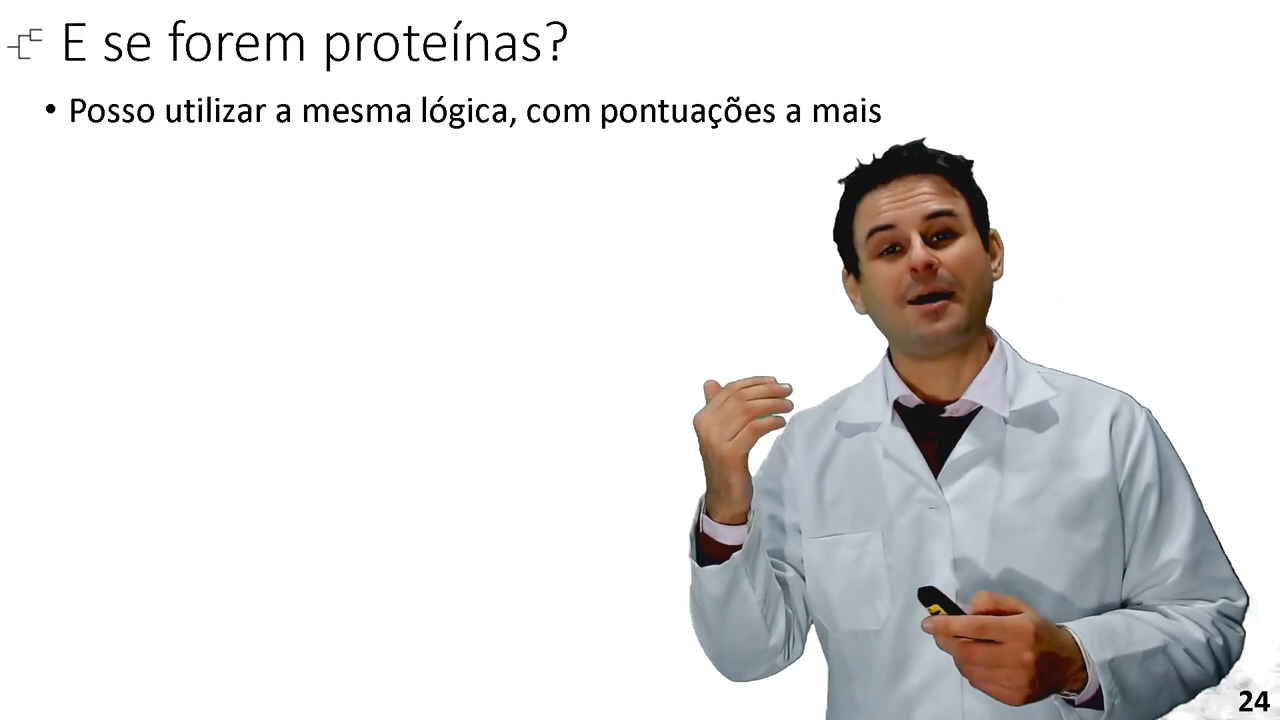 E se forem proteínas?
• Posso utilizar a mesma lógica, com pontuações a mais
24